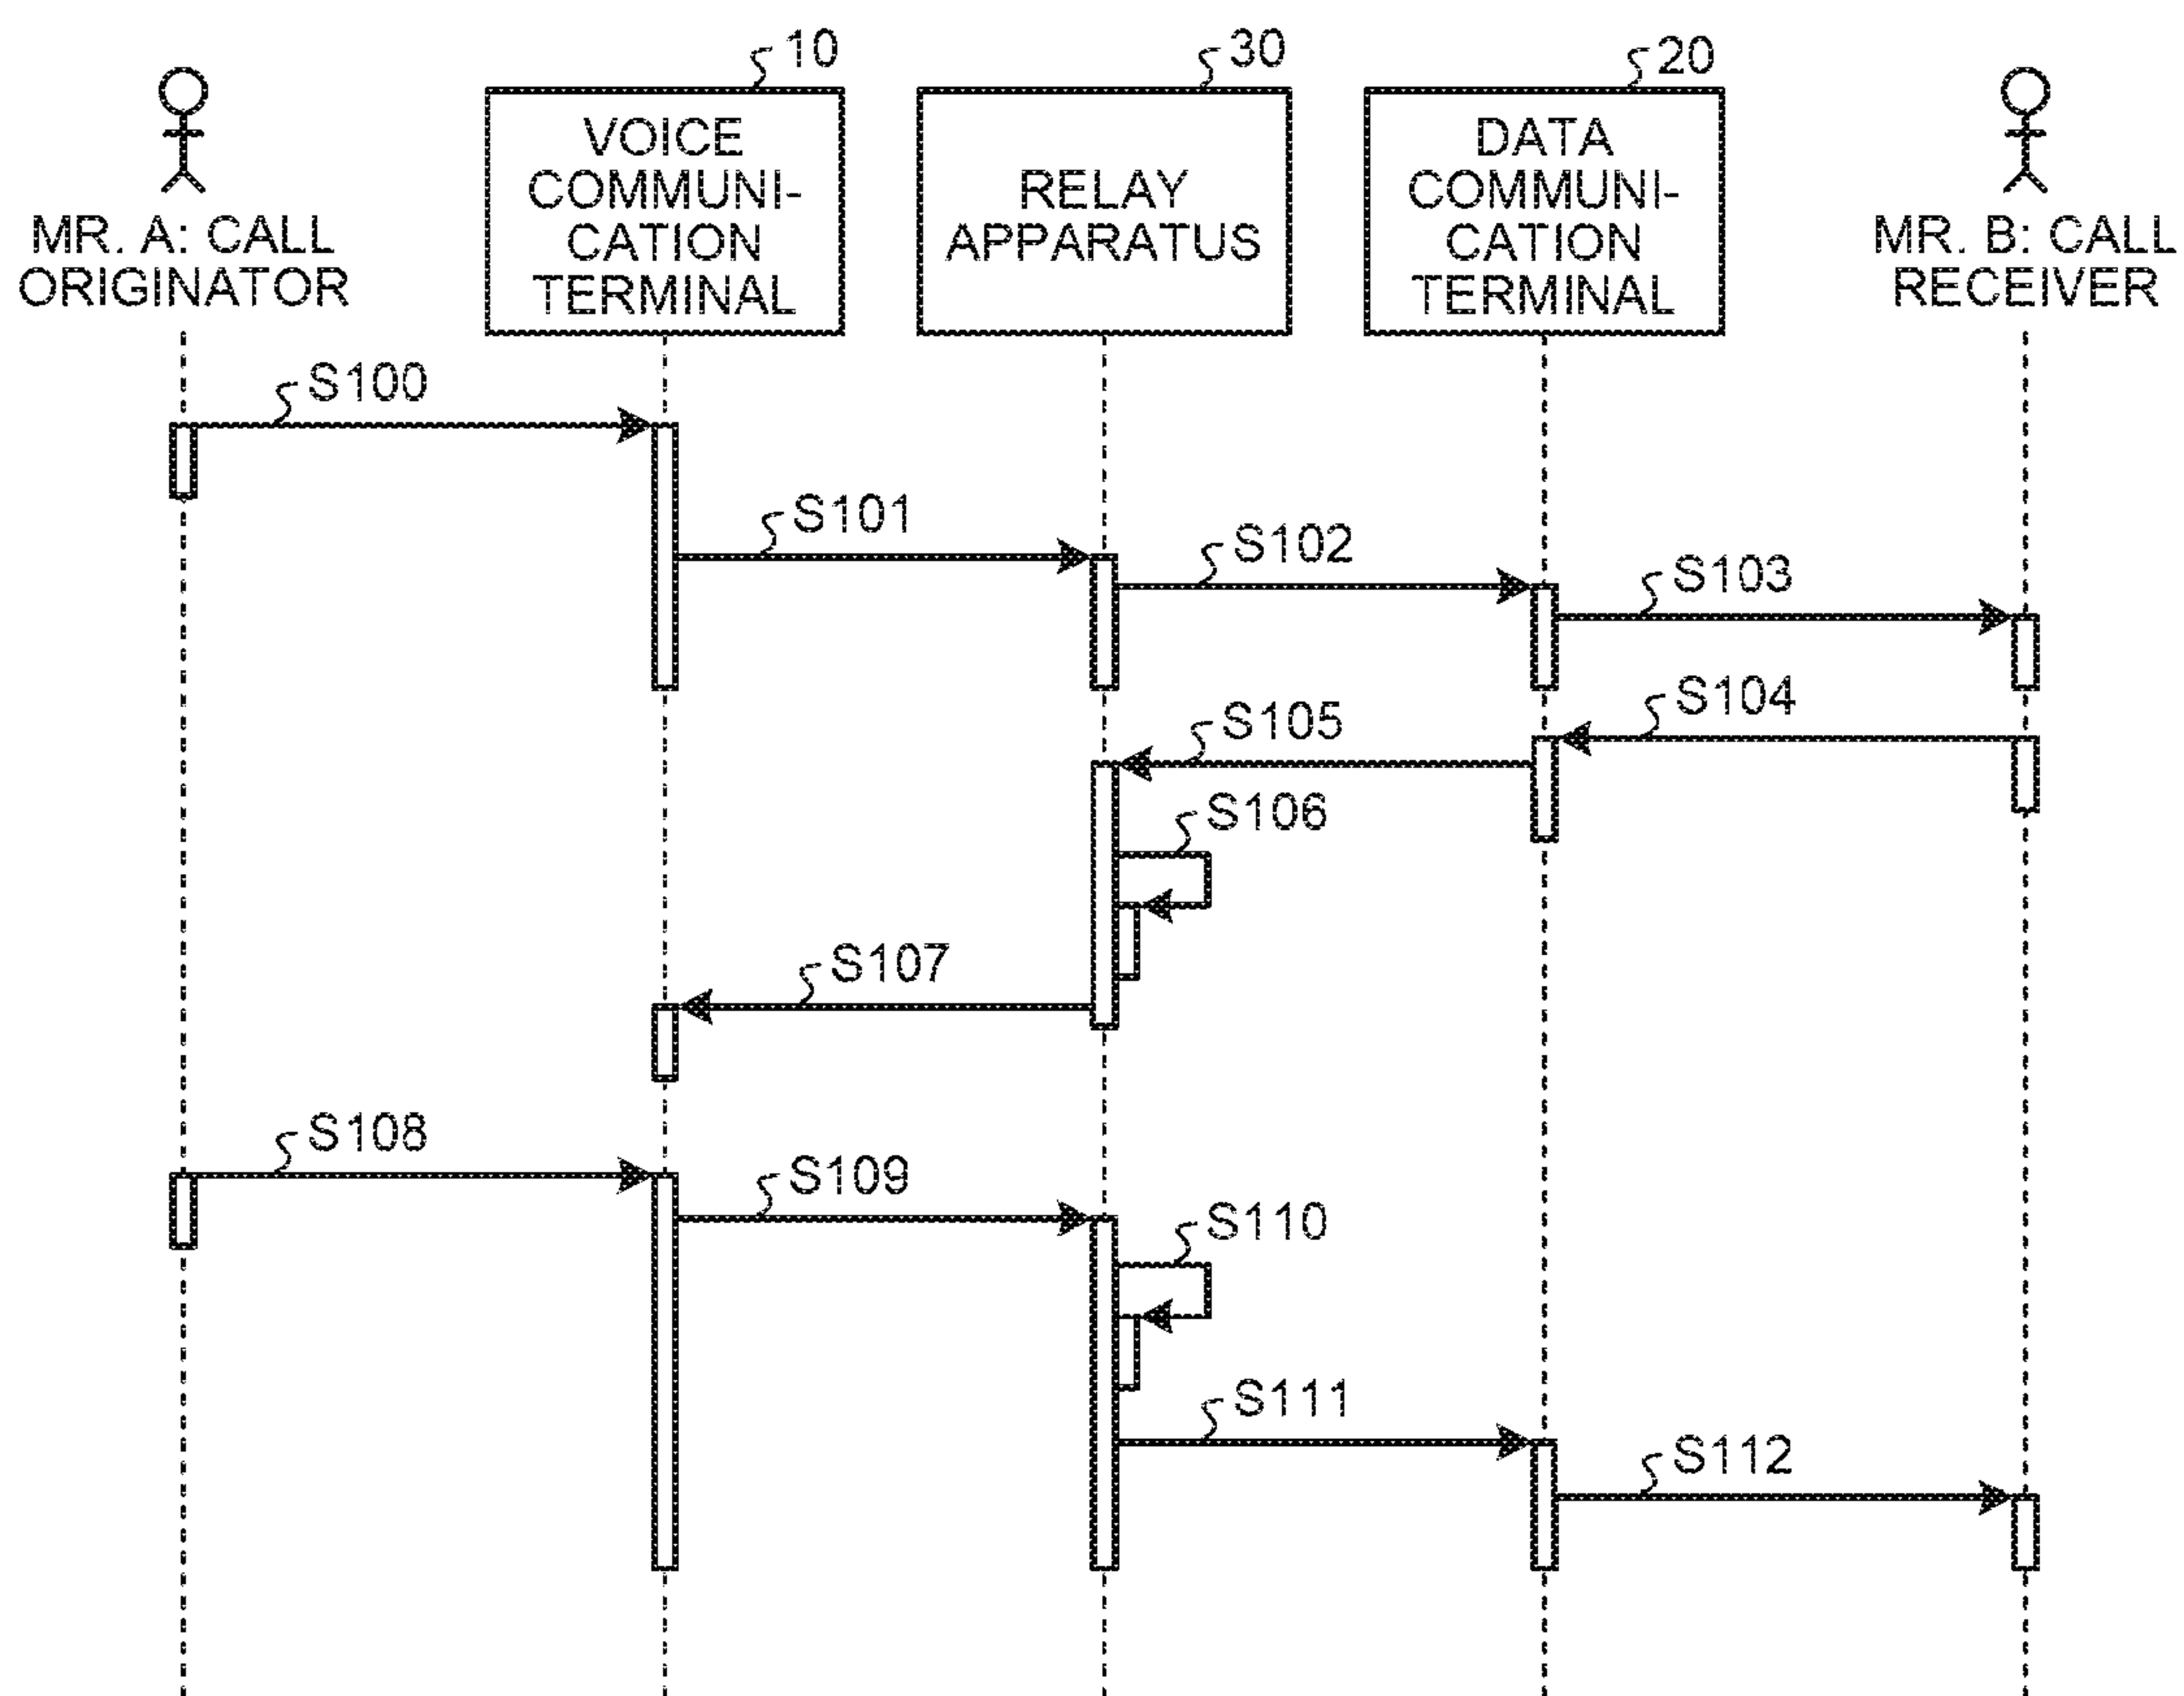 10
30
20
MR. A: CALL
ORIGINATOR
VOICE
COMMUNI-
CATION
TERMINAL
RELAY
APPARATUS
DATA
COMMUNI-
CATION
TERMINAL
MR. B: CALL
RECEIVER
S100
S101
S102
S103
S104
S105
S106
S107
S108
S109
S110
S111
S112